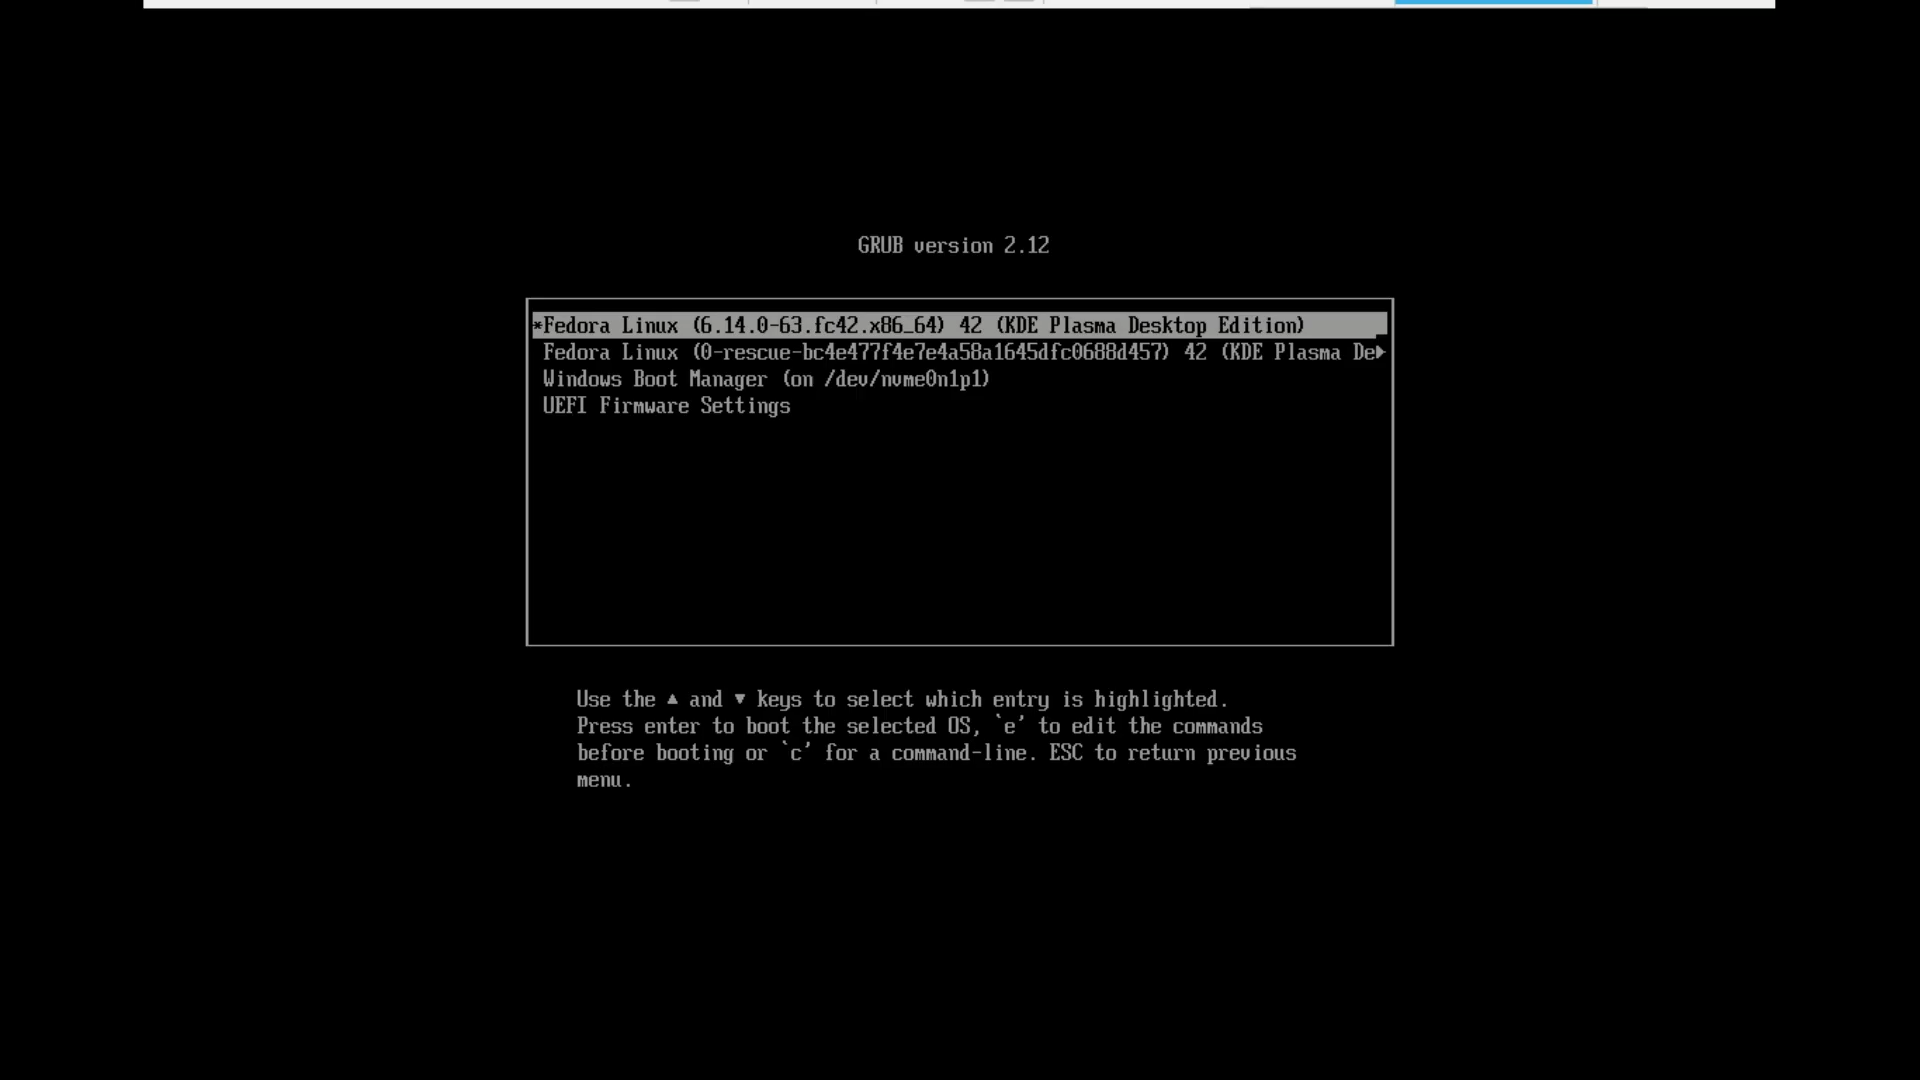 GRUB version 2.12
*Fedora Linux (6.14.0-63.fc42.x86_64) 42 (KDE Plasma Desktop Edition)
Fedora Linux (0-rescue-bc4e477f4e7e4a58a1645dfc0688d457) 42 (KDE Plasma De▸
Windows Boot Manager (on /dev/nvme0n1p1)
UEFI Firmware Settings
Use the ▲ and ▼ keys to select which entry is highlighted.
Press enter to boot the selected OS, `e' to edit the commands
before booting or `c' for a command-line. ESC to return previous
menu.